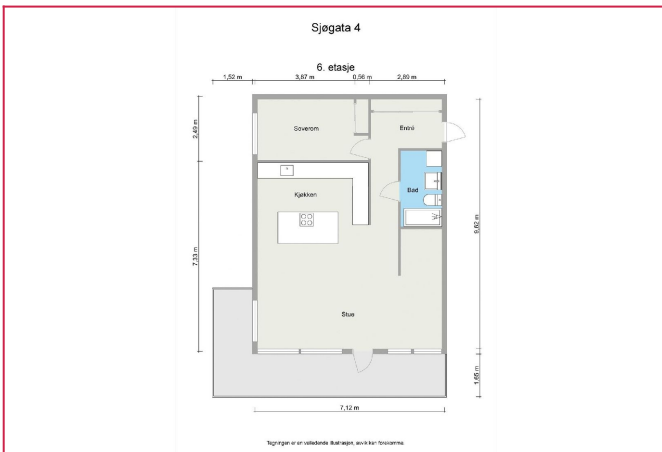 Sjøgata 4
6. etasje
1,52 m 3,87 m 0,56 m 2,89 m
2,49 m
Soverom
Entré
Bad
Kjøkken
9,62 m
7,33 m
Stue
1,65 m
7,12 m
Tegningen er en veiledende illustrasjon, avvik kan forekomme.